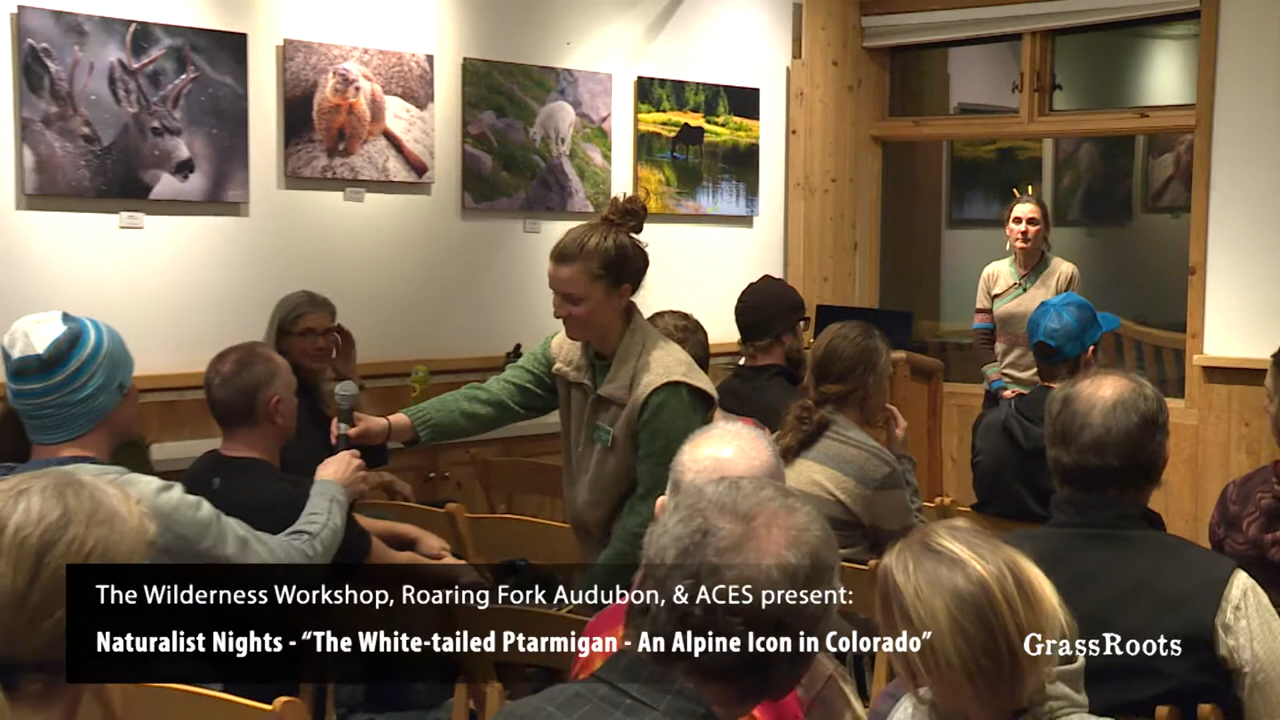 The Wilderness Workshop, Roaring Fork Audubon, & ACES present:
Naturalist Nights - “The White-tailed Ptarmigan - An Alpine Icon in Colorado”
GrassRoots